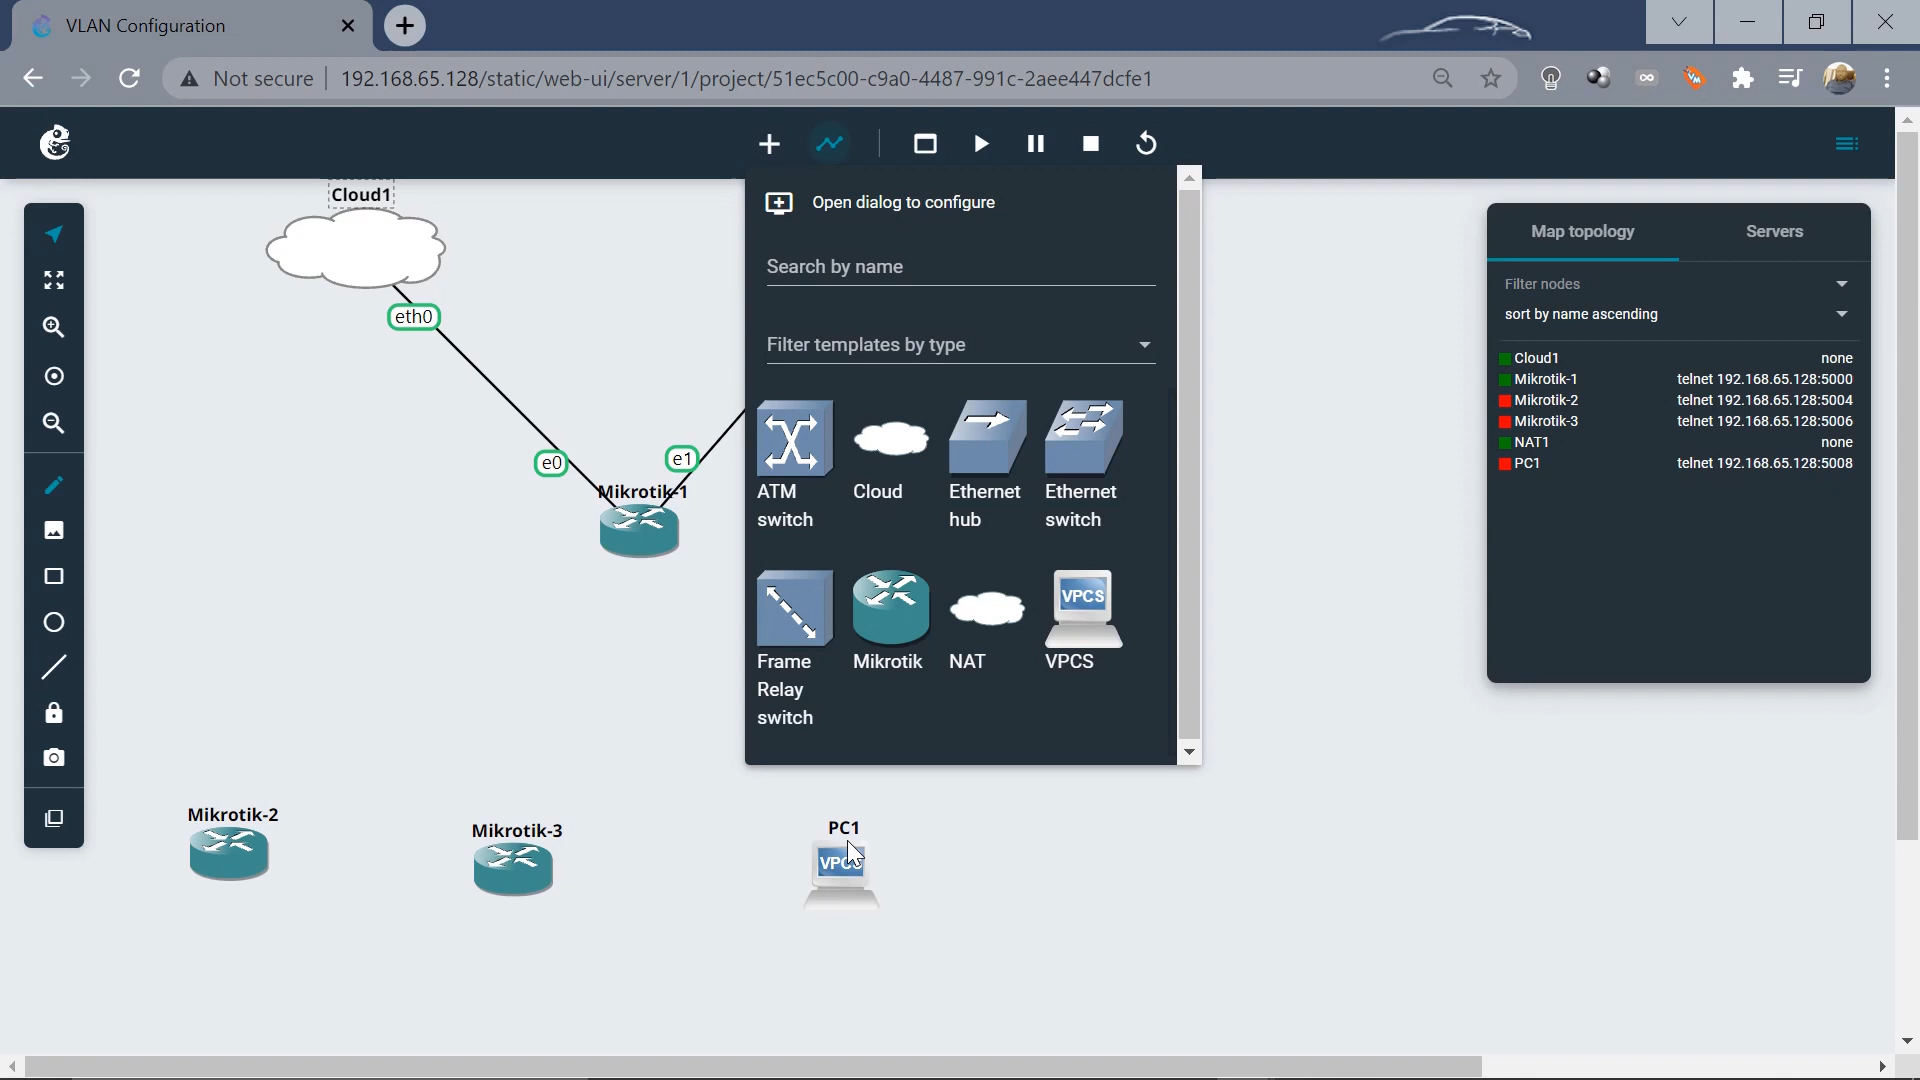 VLAN Configuration
Not secure
192.168.65.128/static/web-ui/server/1/project/51ec5c00-c9a0-4487-991c-2aee447dcfe1
Cloud1
eth0
e0
e1
Mikrotik-1
Mikrotik-2
Mikrotik-3
PC1
VPCS
Open dialog to configure
Search by name
Filter templates by type
ATM
switch
Cloud
Ethernet
hub
Ethernet
switch
Frame
Relay
switch
Mikrotik
NAT
VPCS
VPCS
Map topology
Servers
Filter nodes
sort by name ascending
Cloud1 none
Mikrotik-1 telnet 192.168.65.128:5000
Mikrotik-2 telnet 192.168.65.128:5004
Mikrotik-3 telnet 192.168.65.128:5006
NAT1 none
PC1 telnet 192.168.65.128:5008